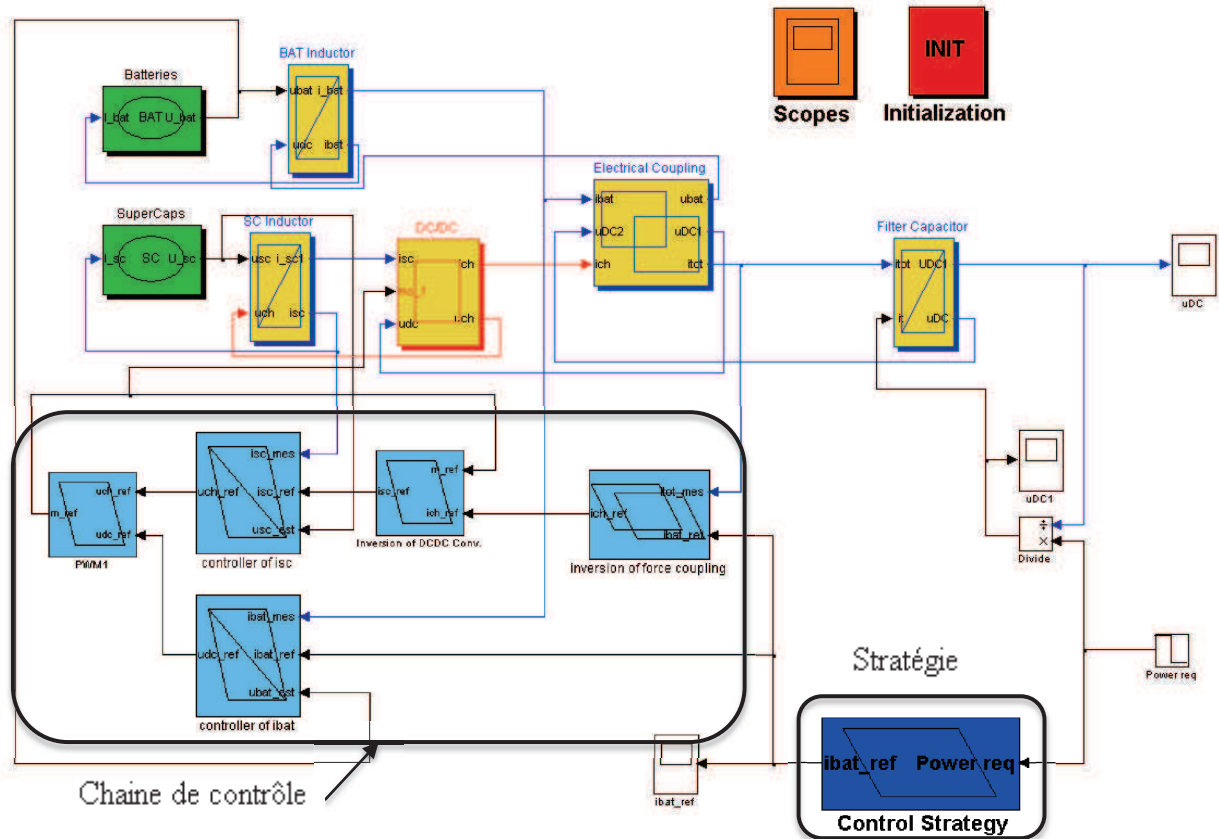 BAT Inductor
Batteries
I_bat BAT U_bat
ubat i_bat
udc ibat
Scopes
INIT
Initialization
SuperCaps
I_sc SC U_sc
SC Inductor
usc i_sc1
uch isc
DC/DC
isc ich
udc uch
Electrical Coupling
ibat ubat
uDC2 uDC1
ich itot
Filter Capacitor
itot UDC1
it uDC
uDC
uDC1
÷
×
Divide
Power req
isc_mes
uch_ref isc_ref
usc_est
controller of isc
uch_ref
m_ref
udc_ref
PWM1
m_ref
isc_ref
ich_ref
Inversion of DCDC Conv.
itot_mes
ich_ref
ibat_ref
inversion of force coupling
ibat_mes
udc_ref ibat_ref
ubat_est
controller of ibat
Stratégie
ibat_ref Power req
Control Strategy
ibat_ref
Chaine de contrôle